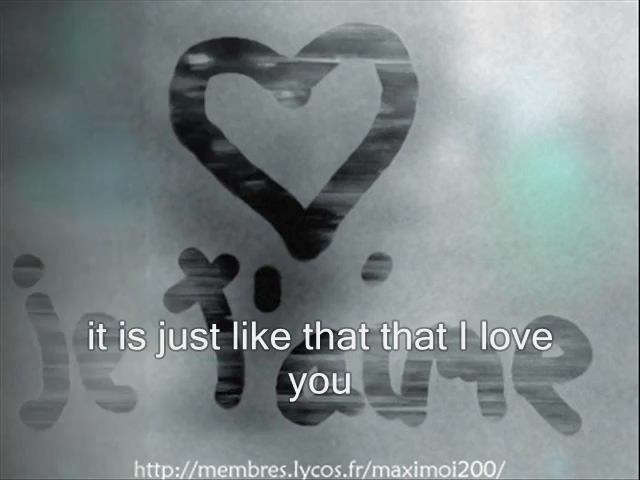 je t'aime
it is just like that that I love
you
http://membres.lycos.fr/maximoi200/